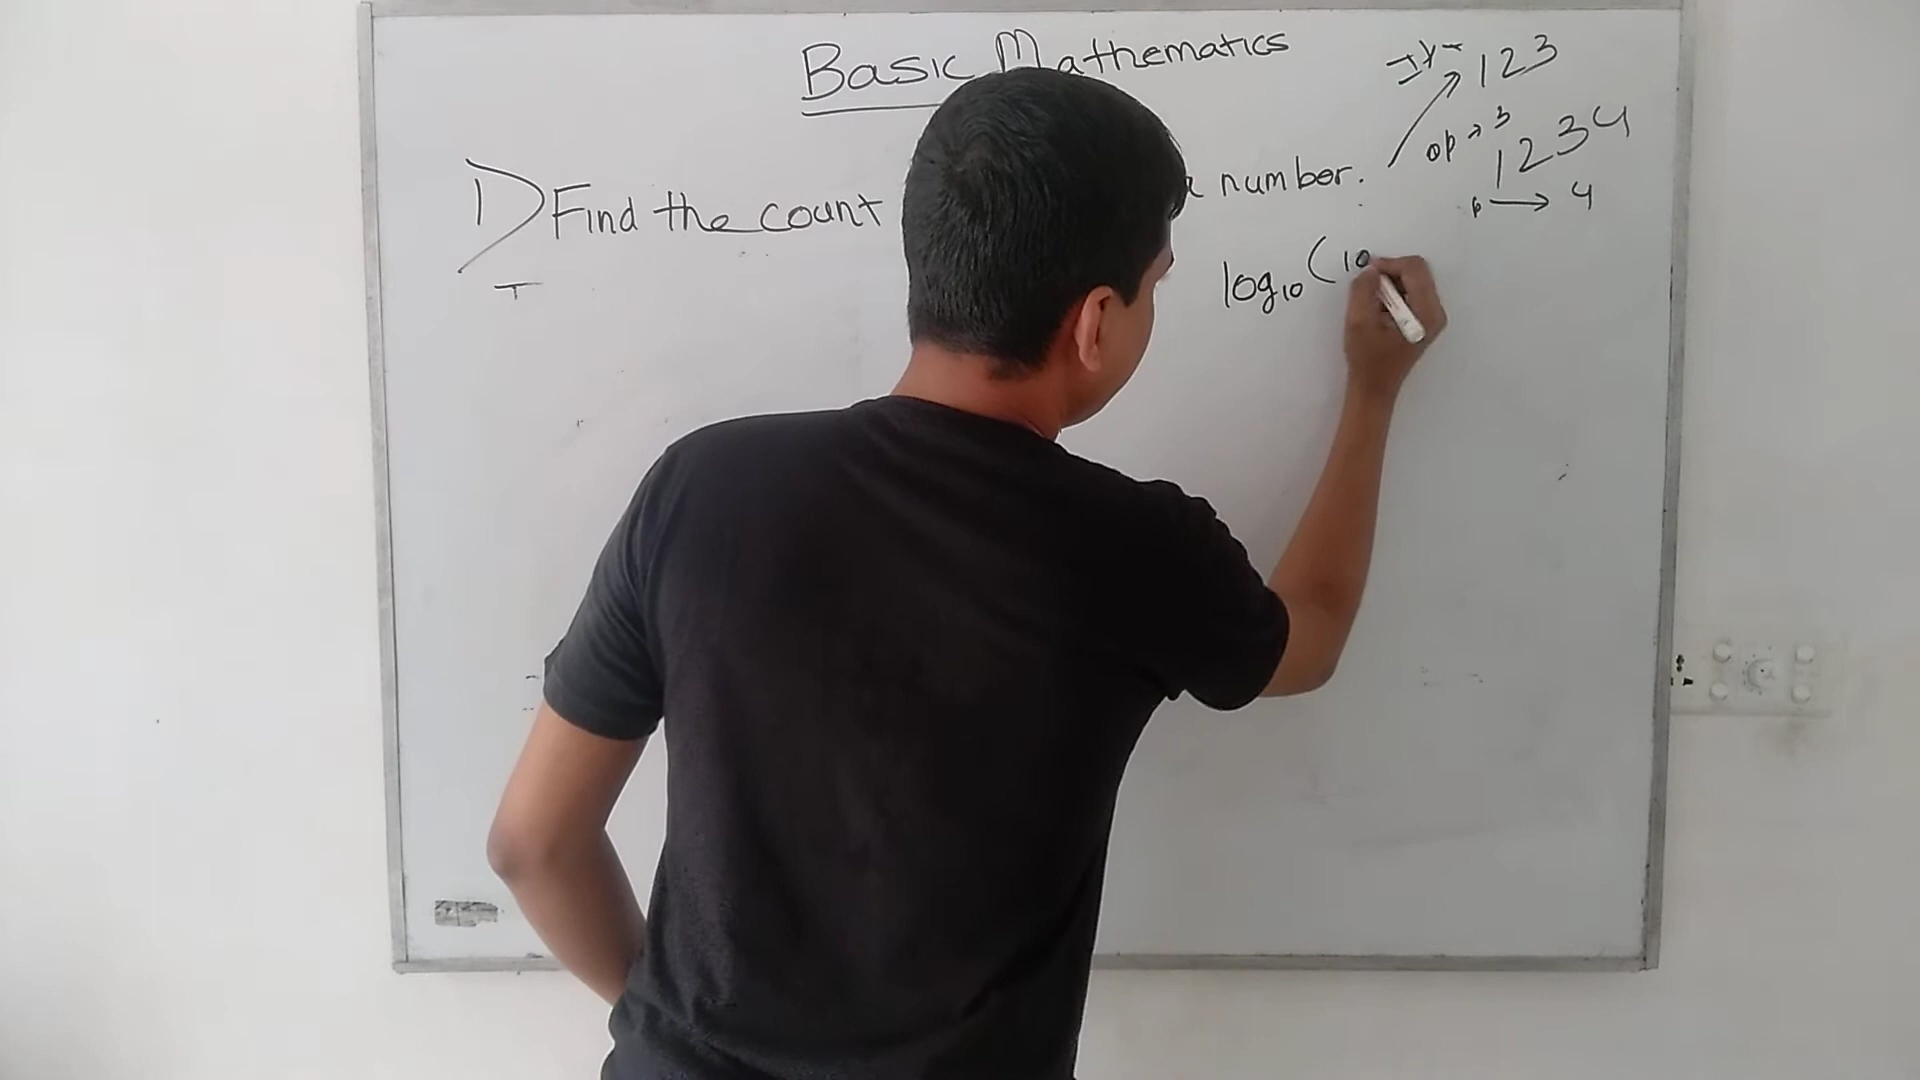 Basic Mathematics
1) Find the count a number.
I/P → 123
op → 3
1234
→ 4
log10 (10